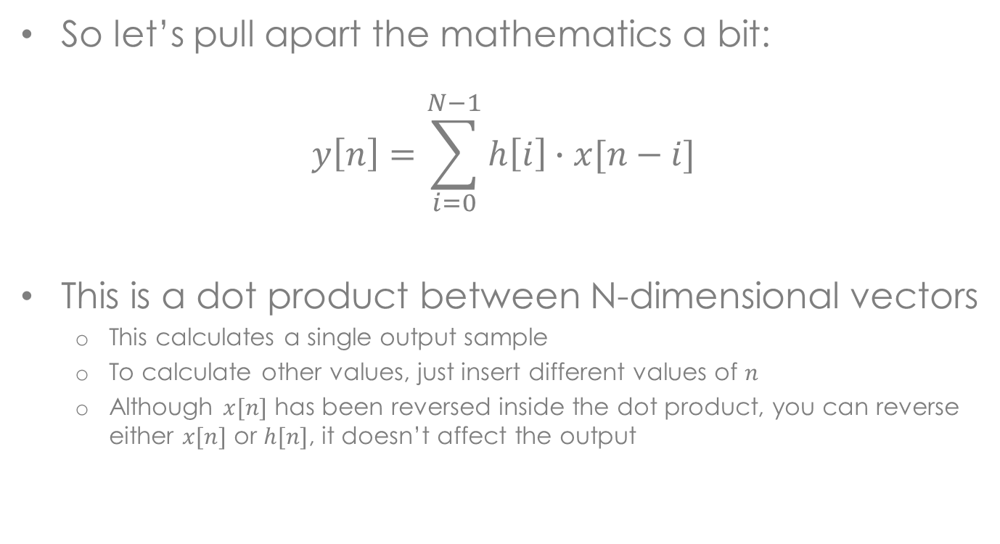 • So let’s pull apart the mathematics a bit:
N−1
y[n] = ∑ h[i] · x[n − i]
i=0
• This is a dot product between N-dimensional vectors
o This calculates a single output sample
o To calculate other values, just insert different values of n
o Although x[n] has been reversed inside the dot product, you can reverse
either x[n] or h[n], it doesn’t affect the output